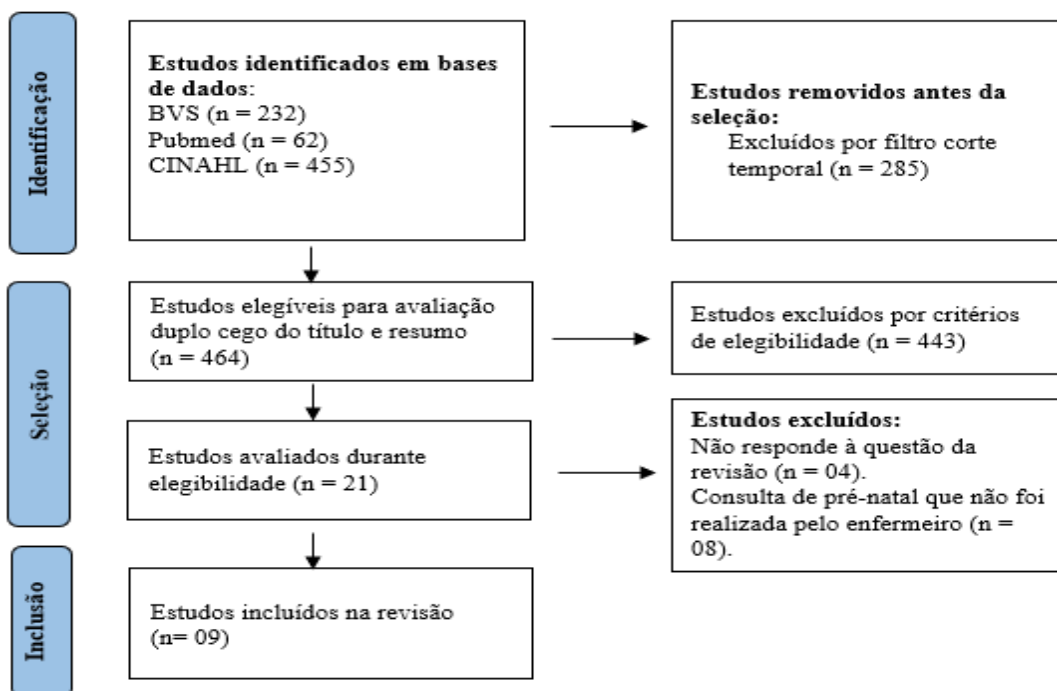 Identificação
Estudos identificados em bases
de dados:
BVS (n = 232)
Pubmed (n = 62)
CINAHL (n = 455)
Estudos removidos antes da
seleção:
Excluídos por filtro corte
temporal (n = 285)
Seleção
Estudos elegíveis para avaliação
duplo cego do título e resumo
(n = 464)
Estudos excluídos por critérios
de elegibilidade (n = 443)
Estudos avaliados durante
elegibilidade (n = 21)
Estudos excluídos:
Não responde à questão da
revisão (n = 04).
Consulta de pré-natal que não foi
realizada pelo enfermeiro (n =
08).
Inclusão
Estudos incluídos na revisão
(n= 09)